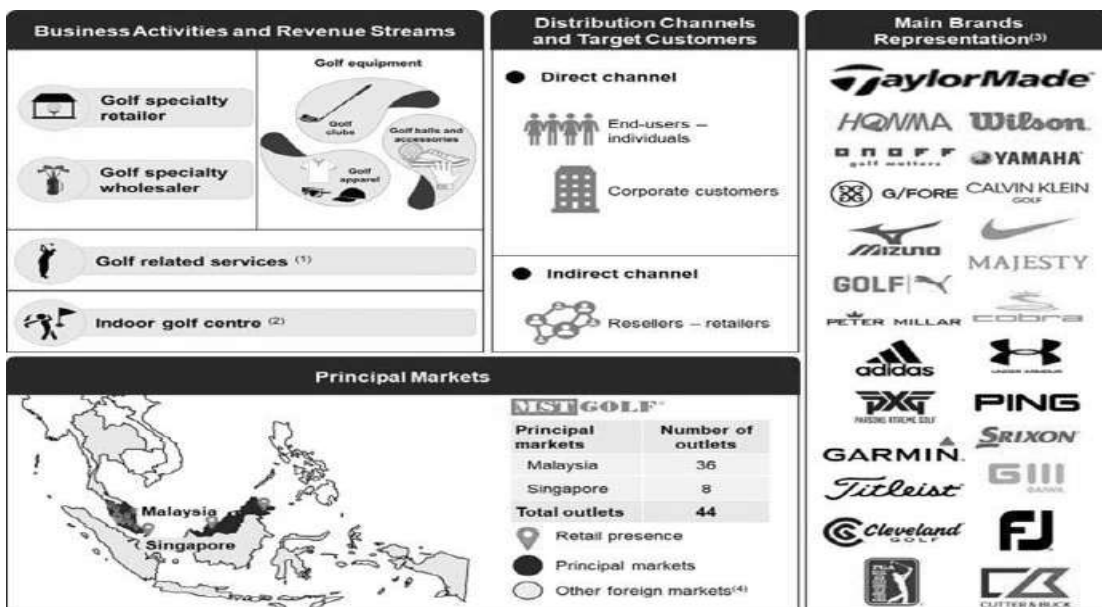 Business Activities and Revenue Streams
Golf specialty
retailer
Golf specialty
wholesaler
Golf equipment
Golf
clubs
Golf balls and
accessories
Golf
apparel
Golf related services (1)
Indoor golf centre (2)
Distribution Channels
and Target Customers
Direct channel
End-users –
individuals
Corporate customers
Indirect channel
Resellers – retailers
Main Brands
Representation(3)
TaylorMade
HONMA
Wilson
ONOFF
golf matters
YAMAHA
G/FORE
CALVIN KLEIN
GOLF
MIZUNO
MAJESTY
GOLF
PETER MILLAR
cobra
adidas
UNDER ARMOUR
PXG
PARSONS XTREME GOLF
PING
SRIXON
GARMIN
GIII
DAIWA
Titleist
Cleveland
GOLF
FJ
PGA
CUTTER & BUCK
Principal Markets
Malaysia
Singapore
MST GOLF
Principal
markets
Number of
outlets
Malaysia 36
Singapore 8
Total outlets 44
Retail presence
Principal markets
Other foreign markets(4)